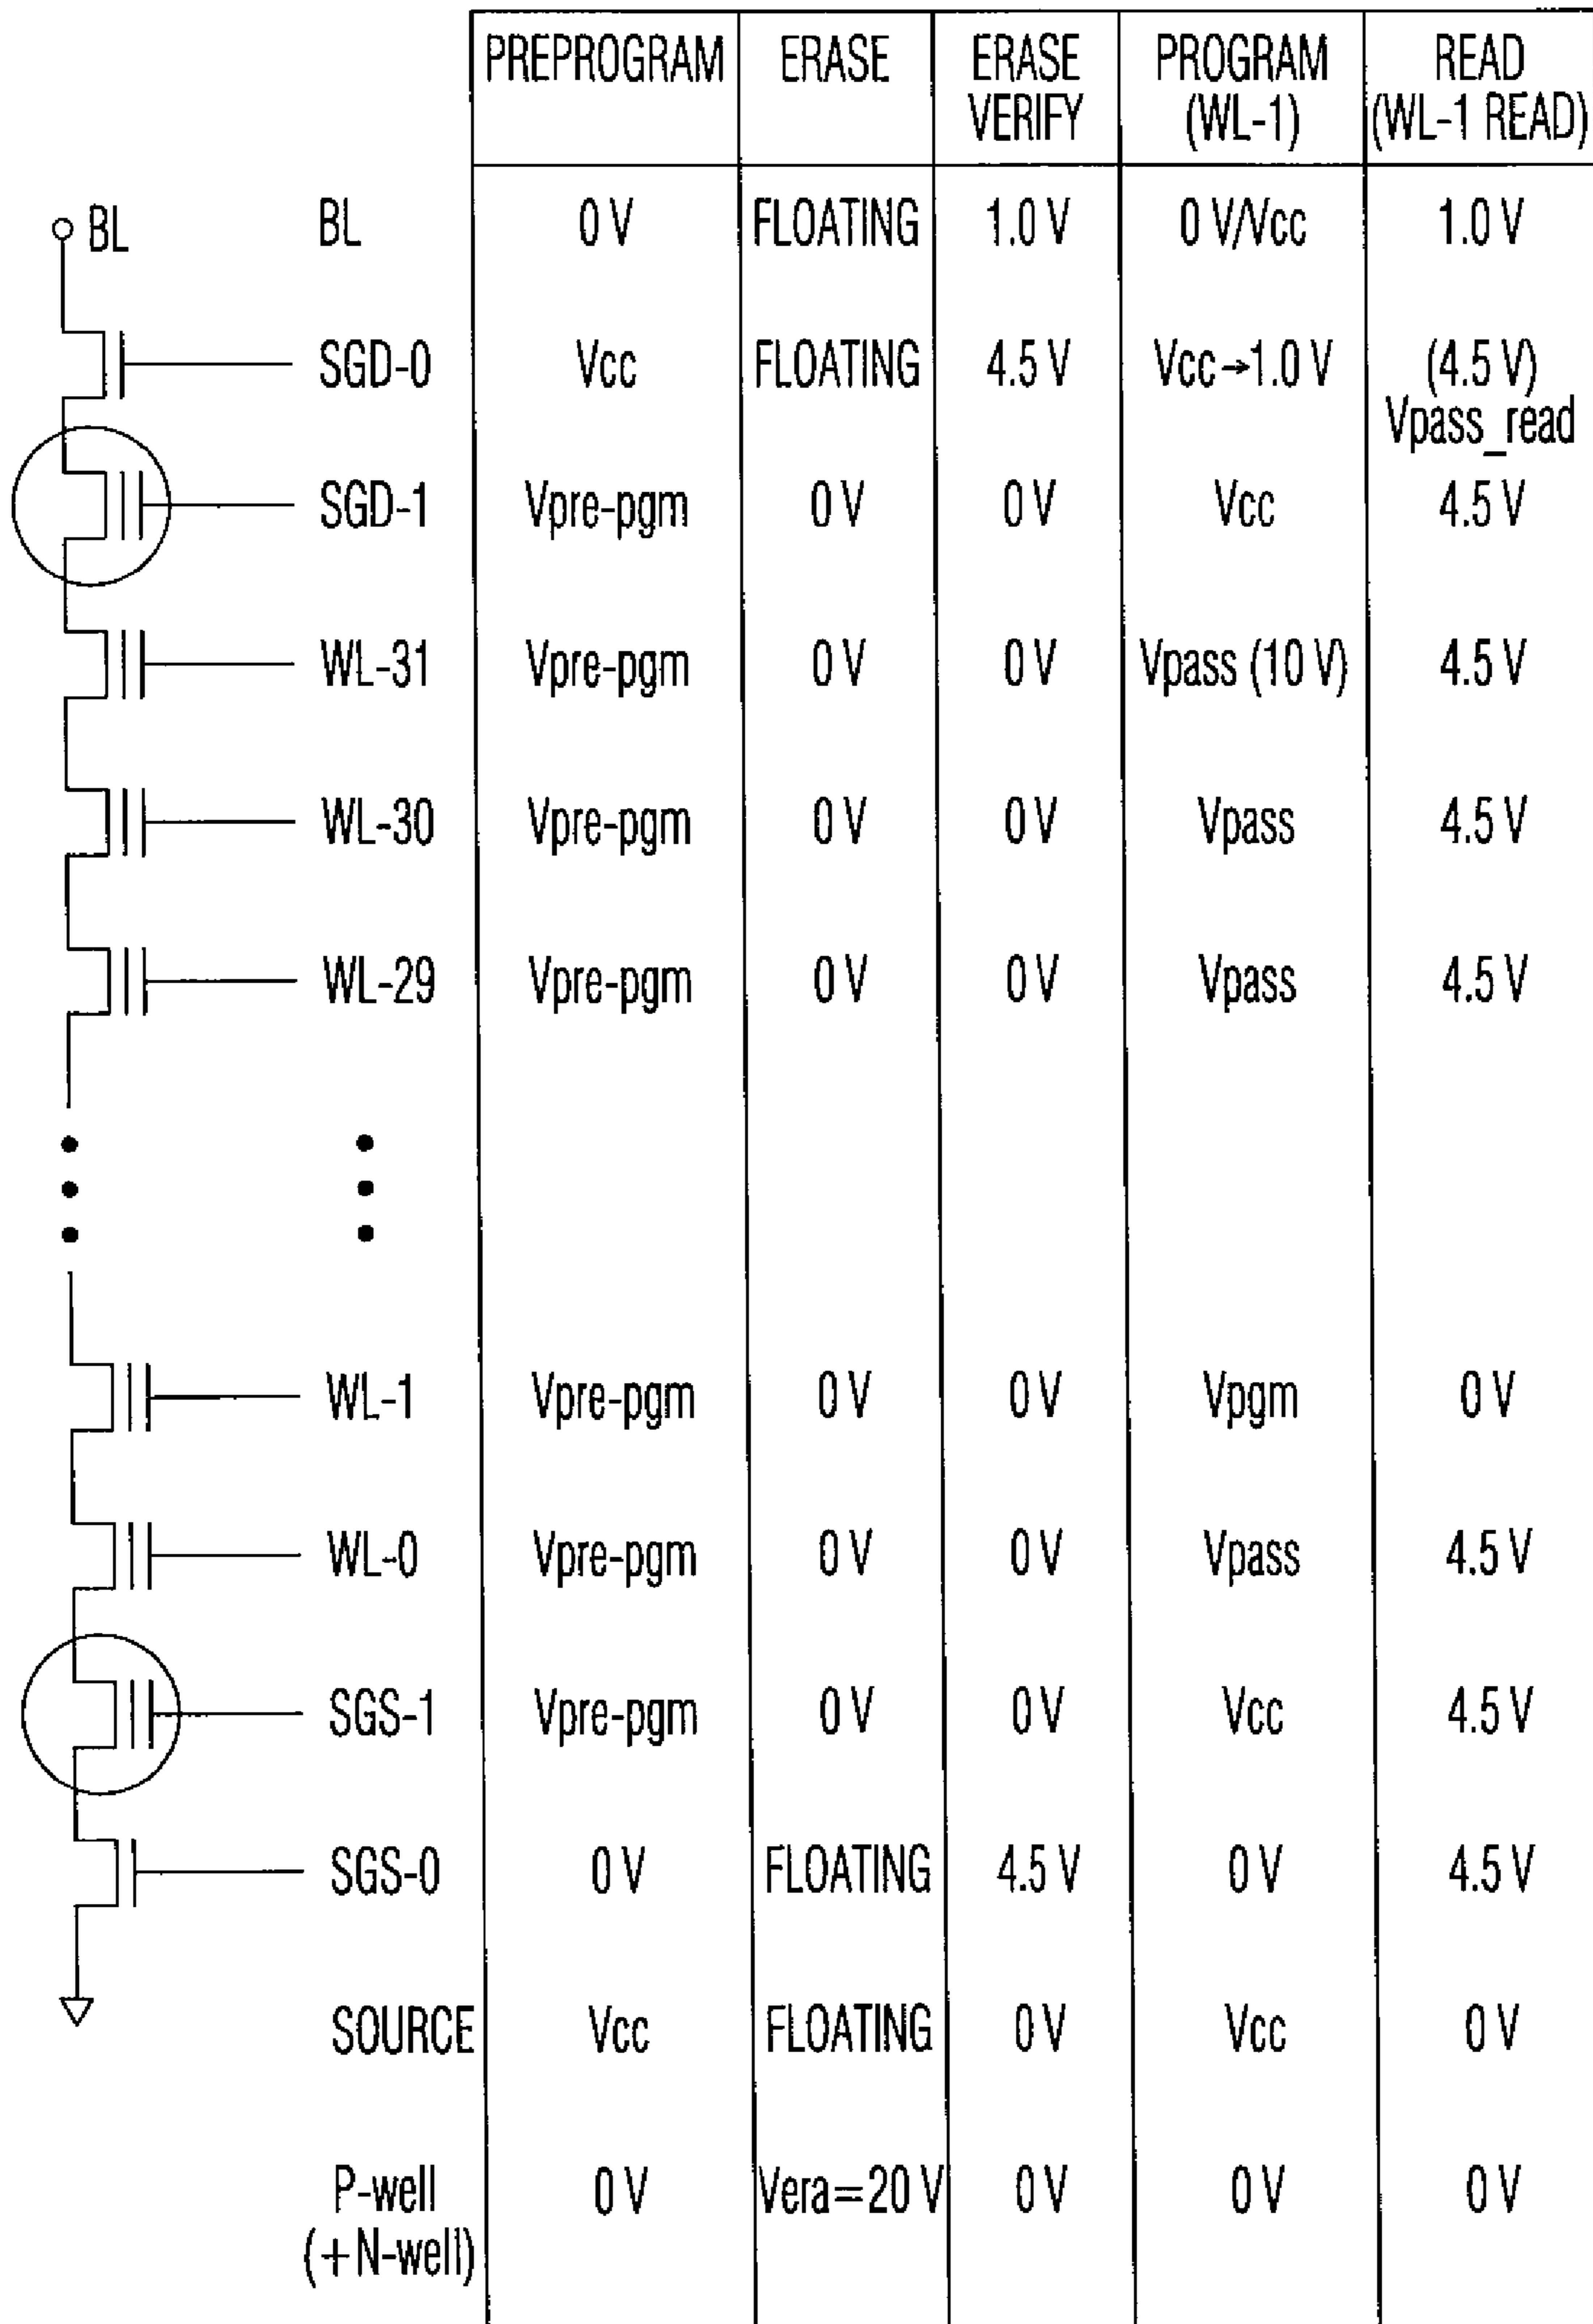 PREPROGRAM ERASE ERASE VERIFY PROGRAM (WL-1) READ (WL-1 READ)
BL BL 0 V FLOATING 1.0 V 0 V/Vcc 1.0 V
SGD-0 Vcc FLOATING 4.5 V Vcc→1.0 V (4.5 V) Vpass_read
SGD-1 Vpre-pgm 0 V 0 V Vcc 4.5 V
WL-31 Vpre-pgm 0 V 0 V Vpass (10 V) 4.5 V
WL-30 Vpre-pgm 0 V 0 V Vpass 4.5 V
WL-29 Vpre-pgm 0 V 0 V Vpass 4.5 V
WL-1 Vpre-pgm 0 V 0 V Vpgm 0 V
WL-0 Vpre-pgm 0 V 0 V Vpass 4.5 V
SGS-1 Vpre-pgm 0 V 0 V Vcc 4.5 V
SGS-0 0 V FLOATING 4.5 V 0 V 4.5 V
SOURCE Vcc FLOATING 0 V Vcc 0 V
P-well (+N-well) 0 V Vera=20 V 0 V 0 V 0 V